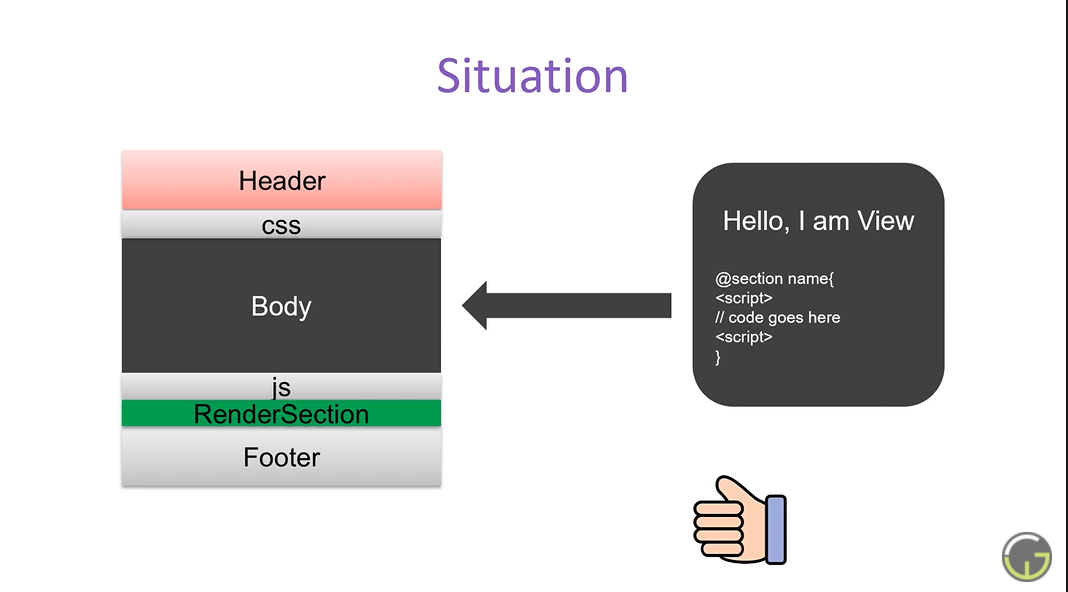 Situation
Header
css
Body
js
RenderSection
Footer
Hello, I am View
@section name{
<script>
// code goes here
<script>
}